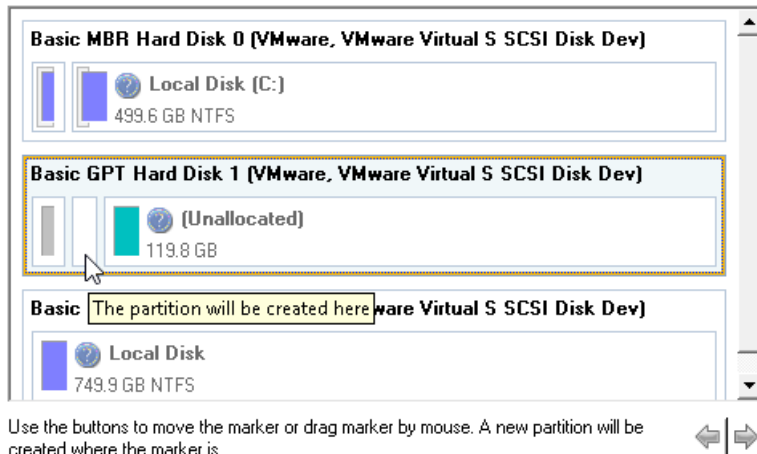 Basic MBR Hard Disk 0 (VMware, VMware Virtual S SCSI Disk Dev)
Local Disk (C:)
499.6 GB NTFS
Basic GPT Hard Disk 1 (VMware, VMware Virtual S SCSI Disk Dev)
(Unallocated)
119.8 GB
Basic The partition will be created here ware Virtual S SCSI Disk Dev)
Local Disk
749.9 GB NTFS
Use the buttons to move the marker or drag marker by mouse. A new partition will be
created where the marker is